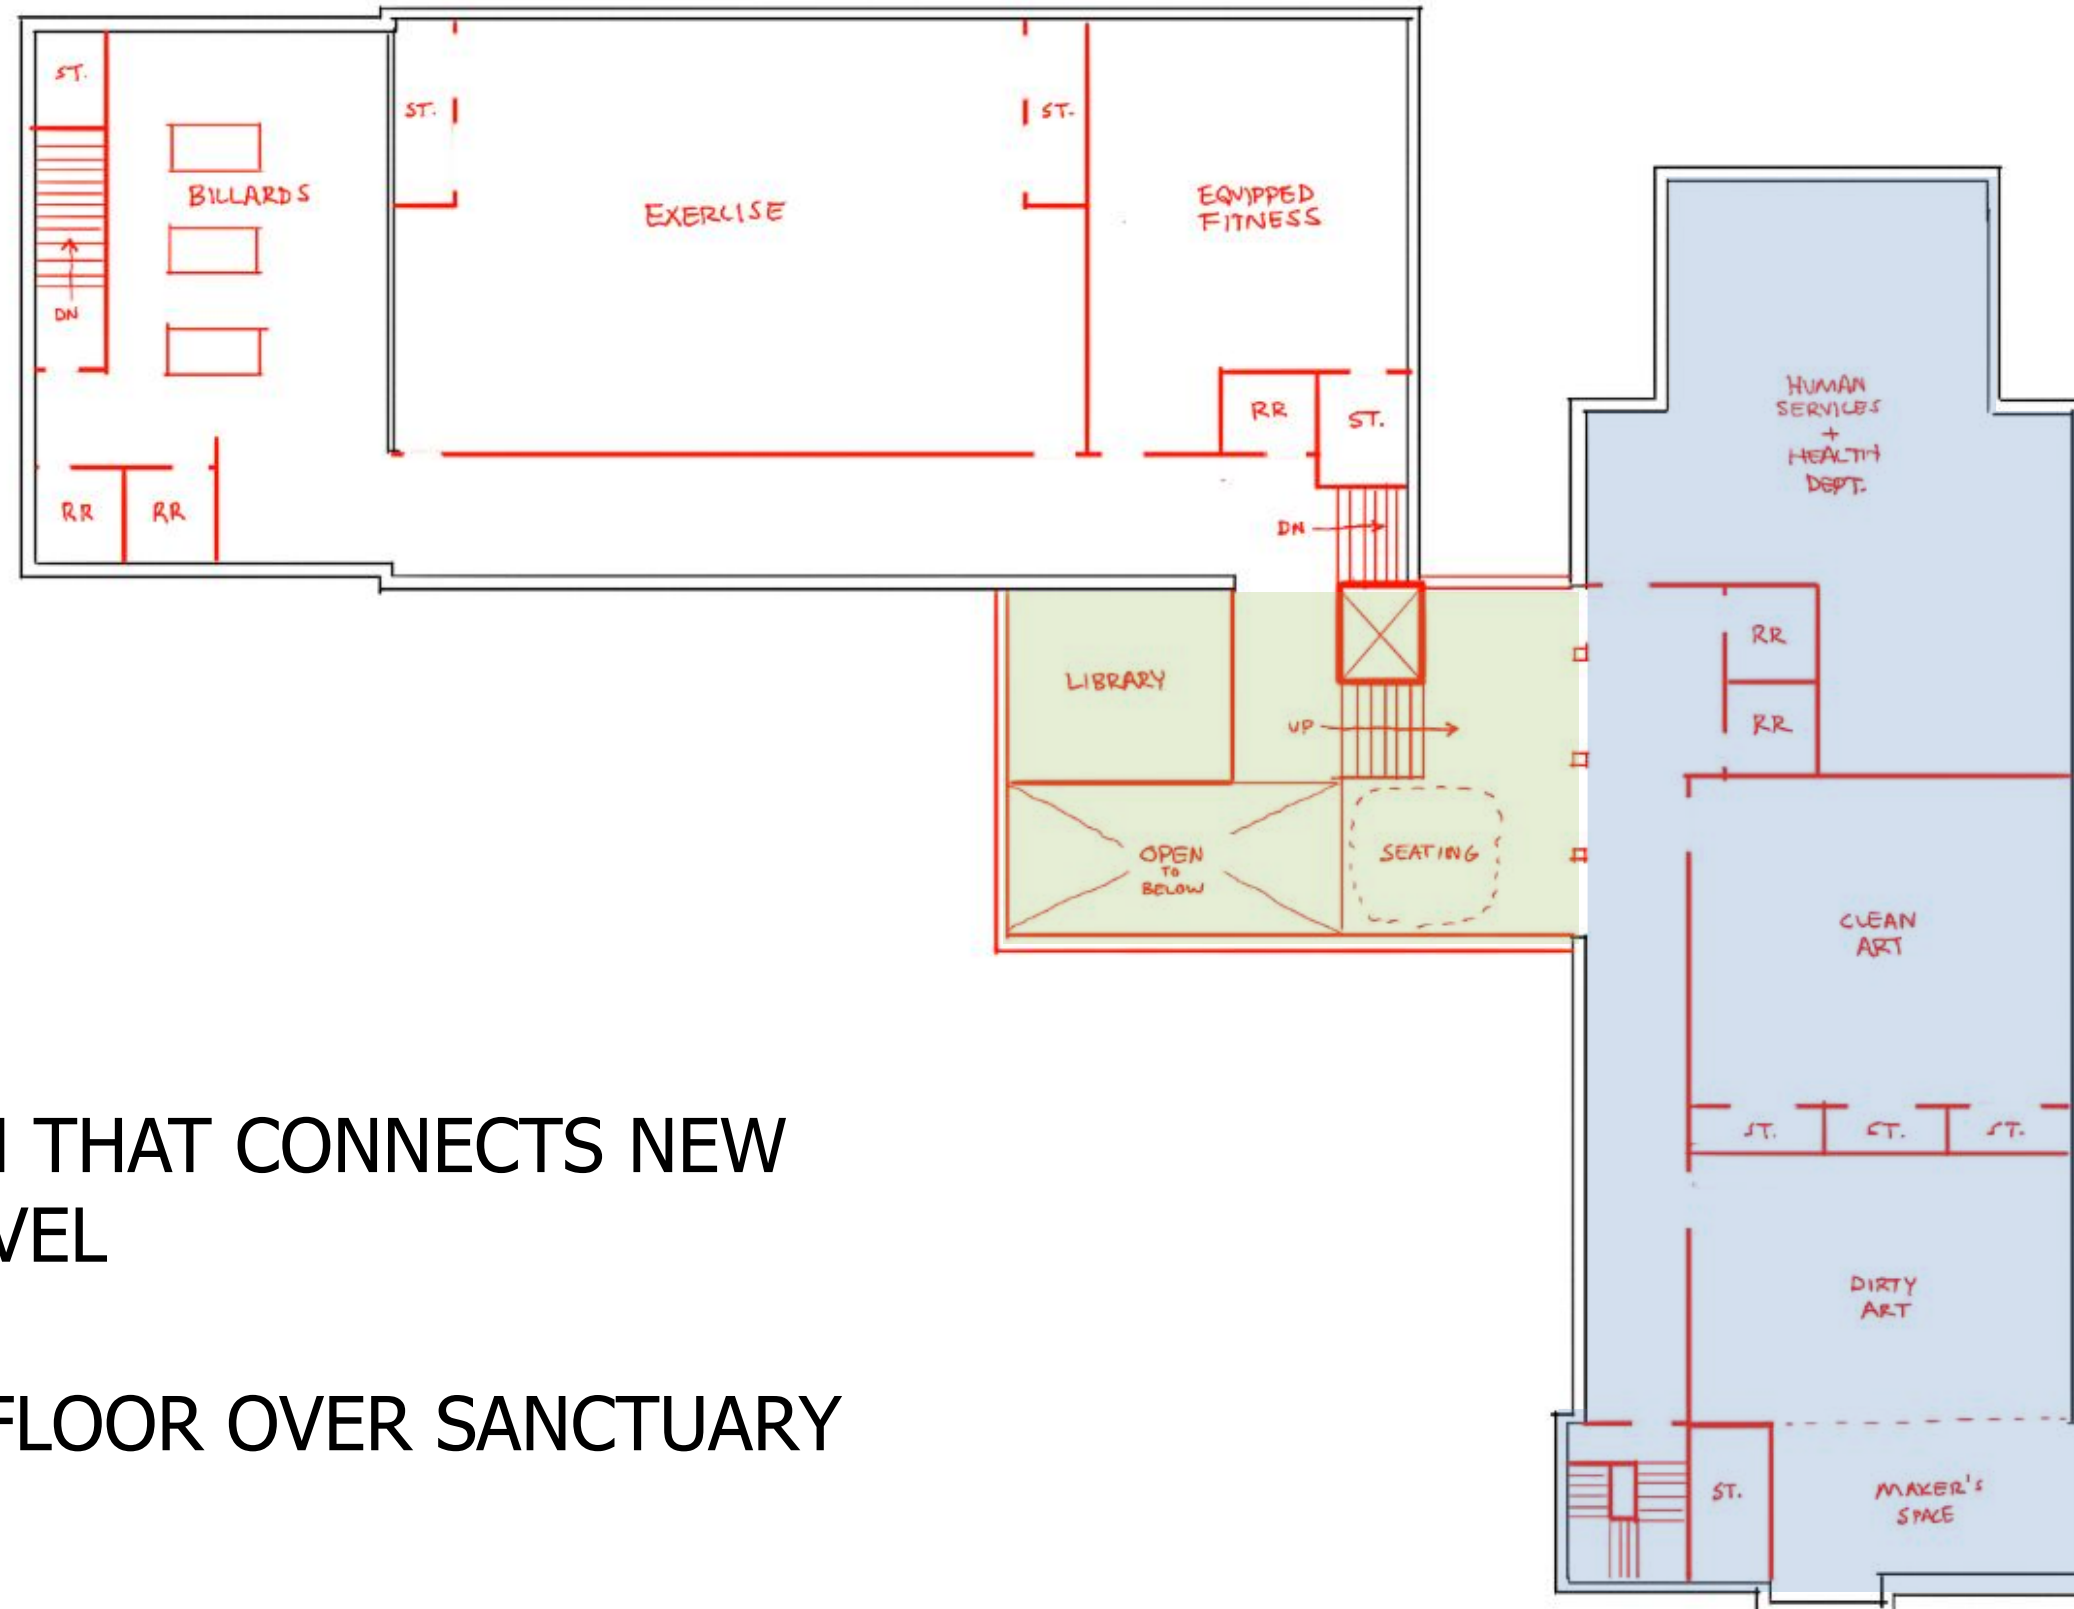 ST.
BILLARDS
DN
RR
RR
ST.
EXERCISE
ST.
EQUIPPED
FITNESS
RR
ST.
DN
LIBRARY
UP
OPEN
TO
BELOW
SEATING
HUMAN
SERVICES
+
HEALTH
DEPT.
RR
RR
CLEAN
ART
ST.
ST.
ST.
DIRTY
ART
ST.
MAKER'S
SPACE
THAT CONNECTS NEW
VEL
FLOOR OVER SANCTUARY